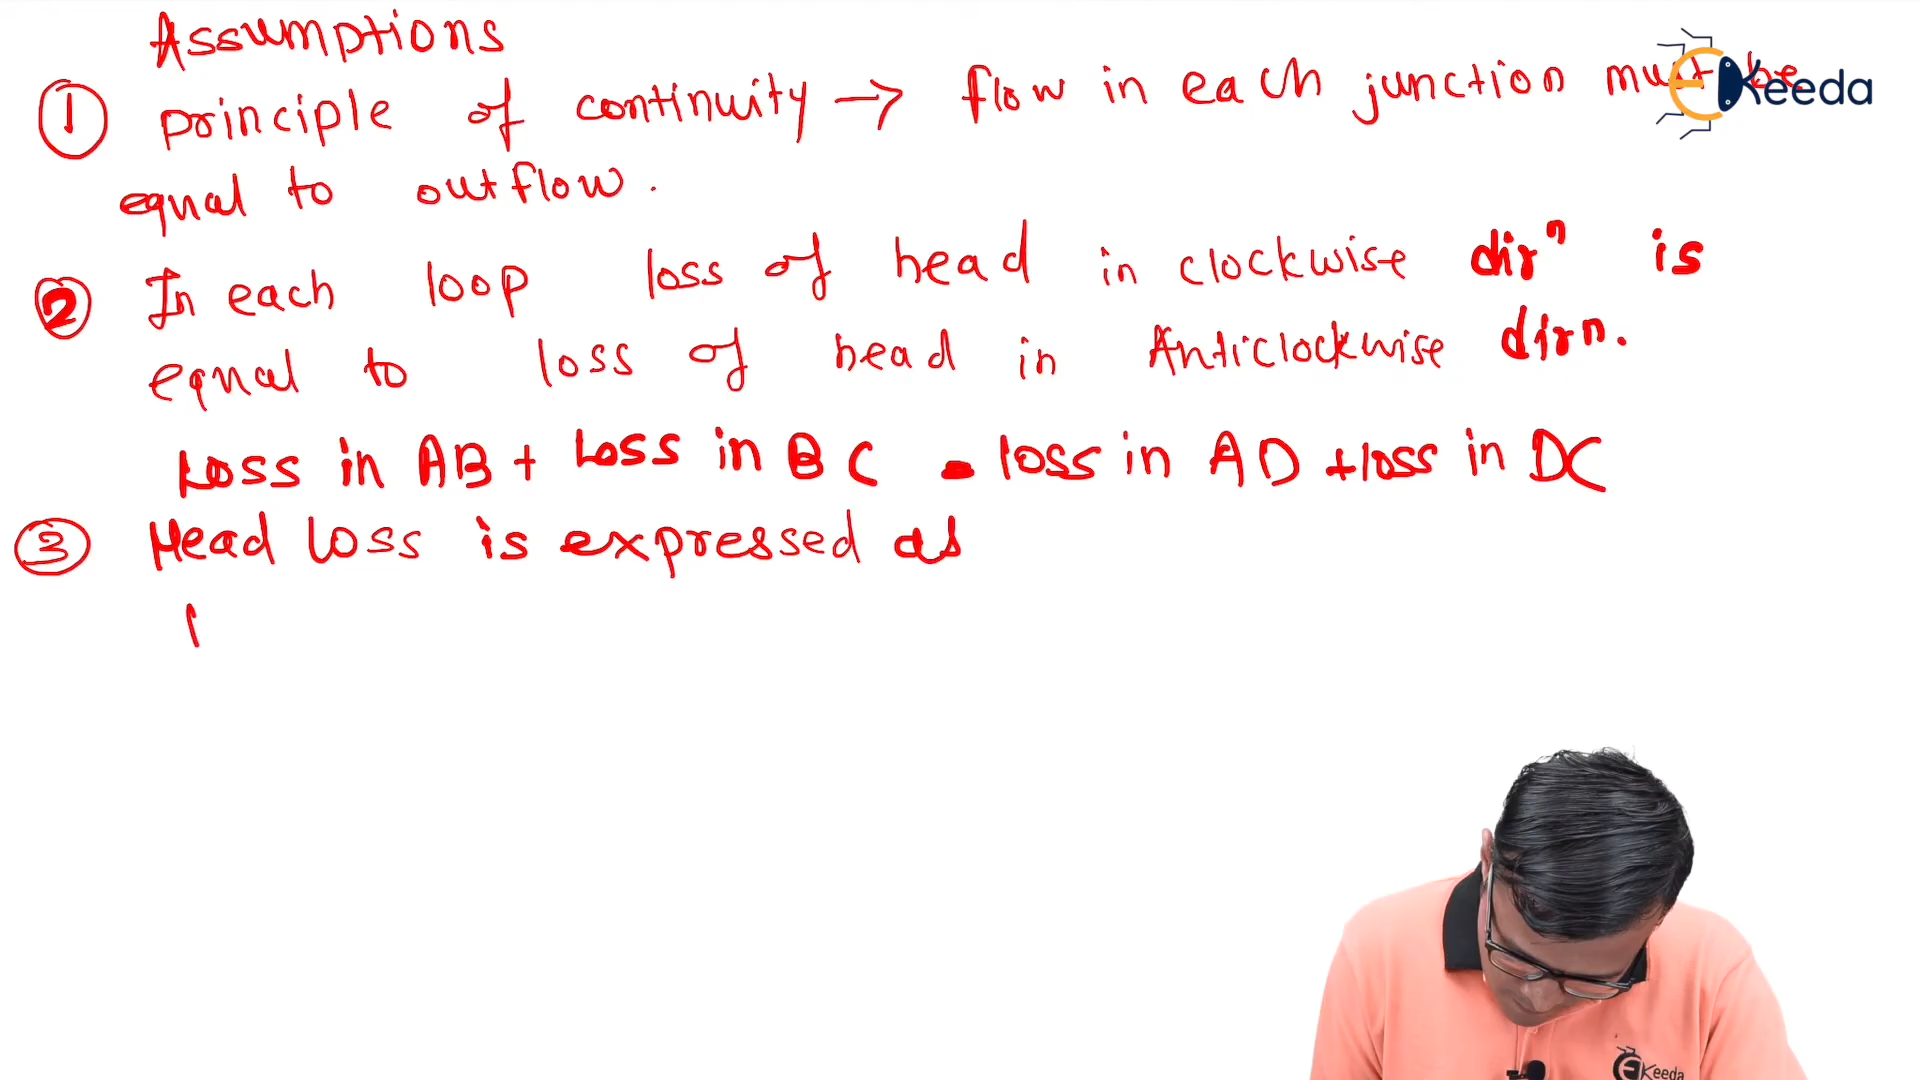 Assumptions
① principle of continuity → flow in each junction must be
Ekeeda
equal to outflow.
② In each loop loss of head in clockwise dirⁿ is
equal to loss of head in Anticlockwise dirn.
Loss in AB + Loss in BC = loss in AD + loss in DC
③ Head loss is expressed as
Ekeeda